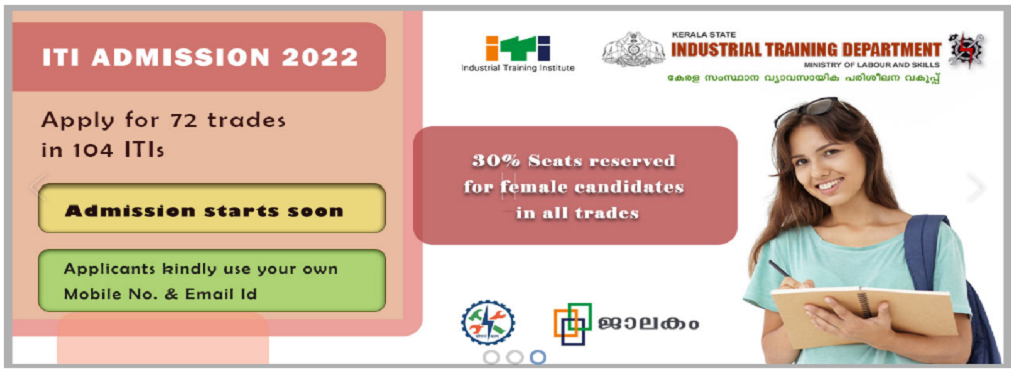 ITI ADMISSION 2022
Apply for 72 trades
in 104 ITIs
Admission starts soon
Applicants kindly use your own
Mobile No. & Email Id
iTi
Industrial Training Institute
KERALA STATE
INDUSTRIAL TRAINING DEPARTMENT
MINISTRY OF LABOUR AND SKILLS
കേരള സംസ്ഥാന വ്യാവസായിക പരിശീലന വകുപ്പ്
30% Seats reserved
for female candidates
in all trades
ജാലകം